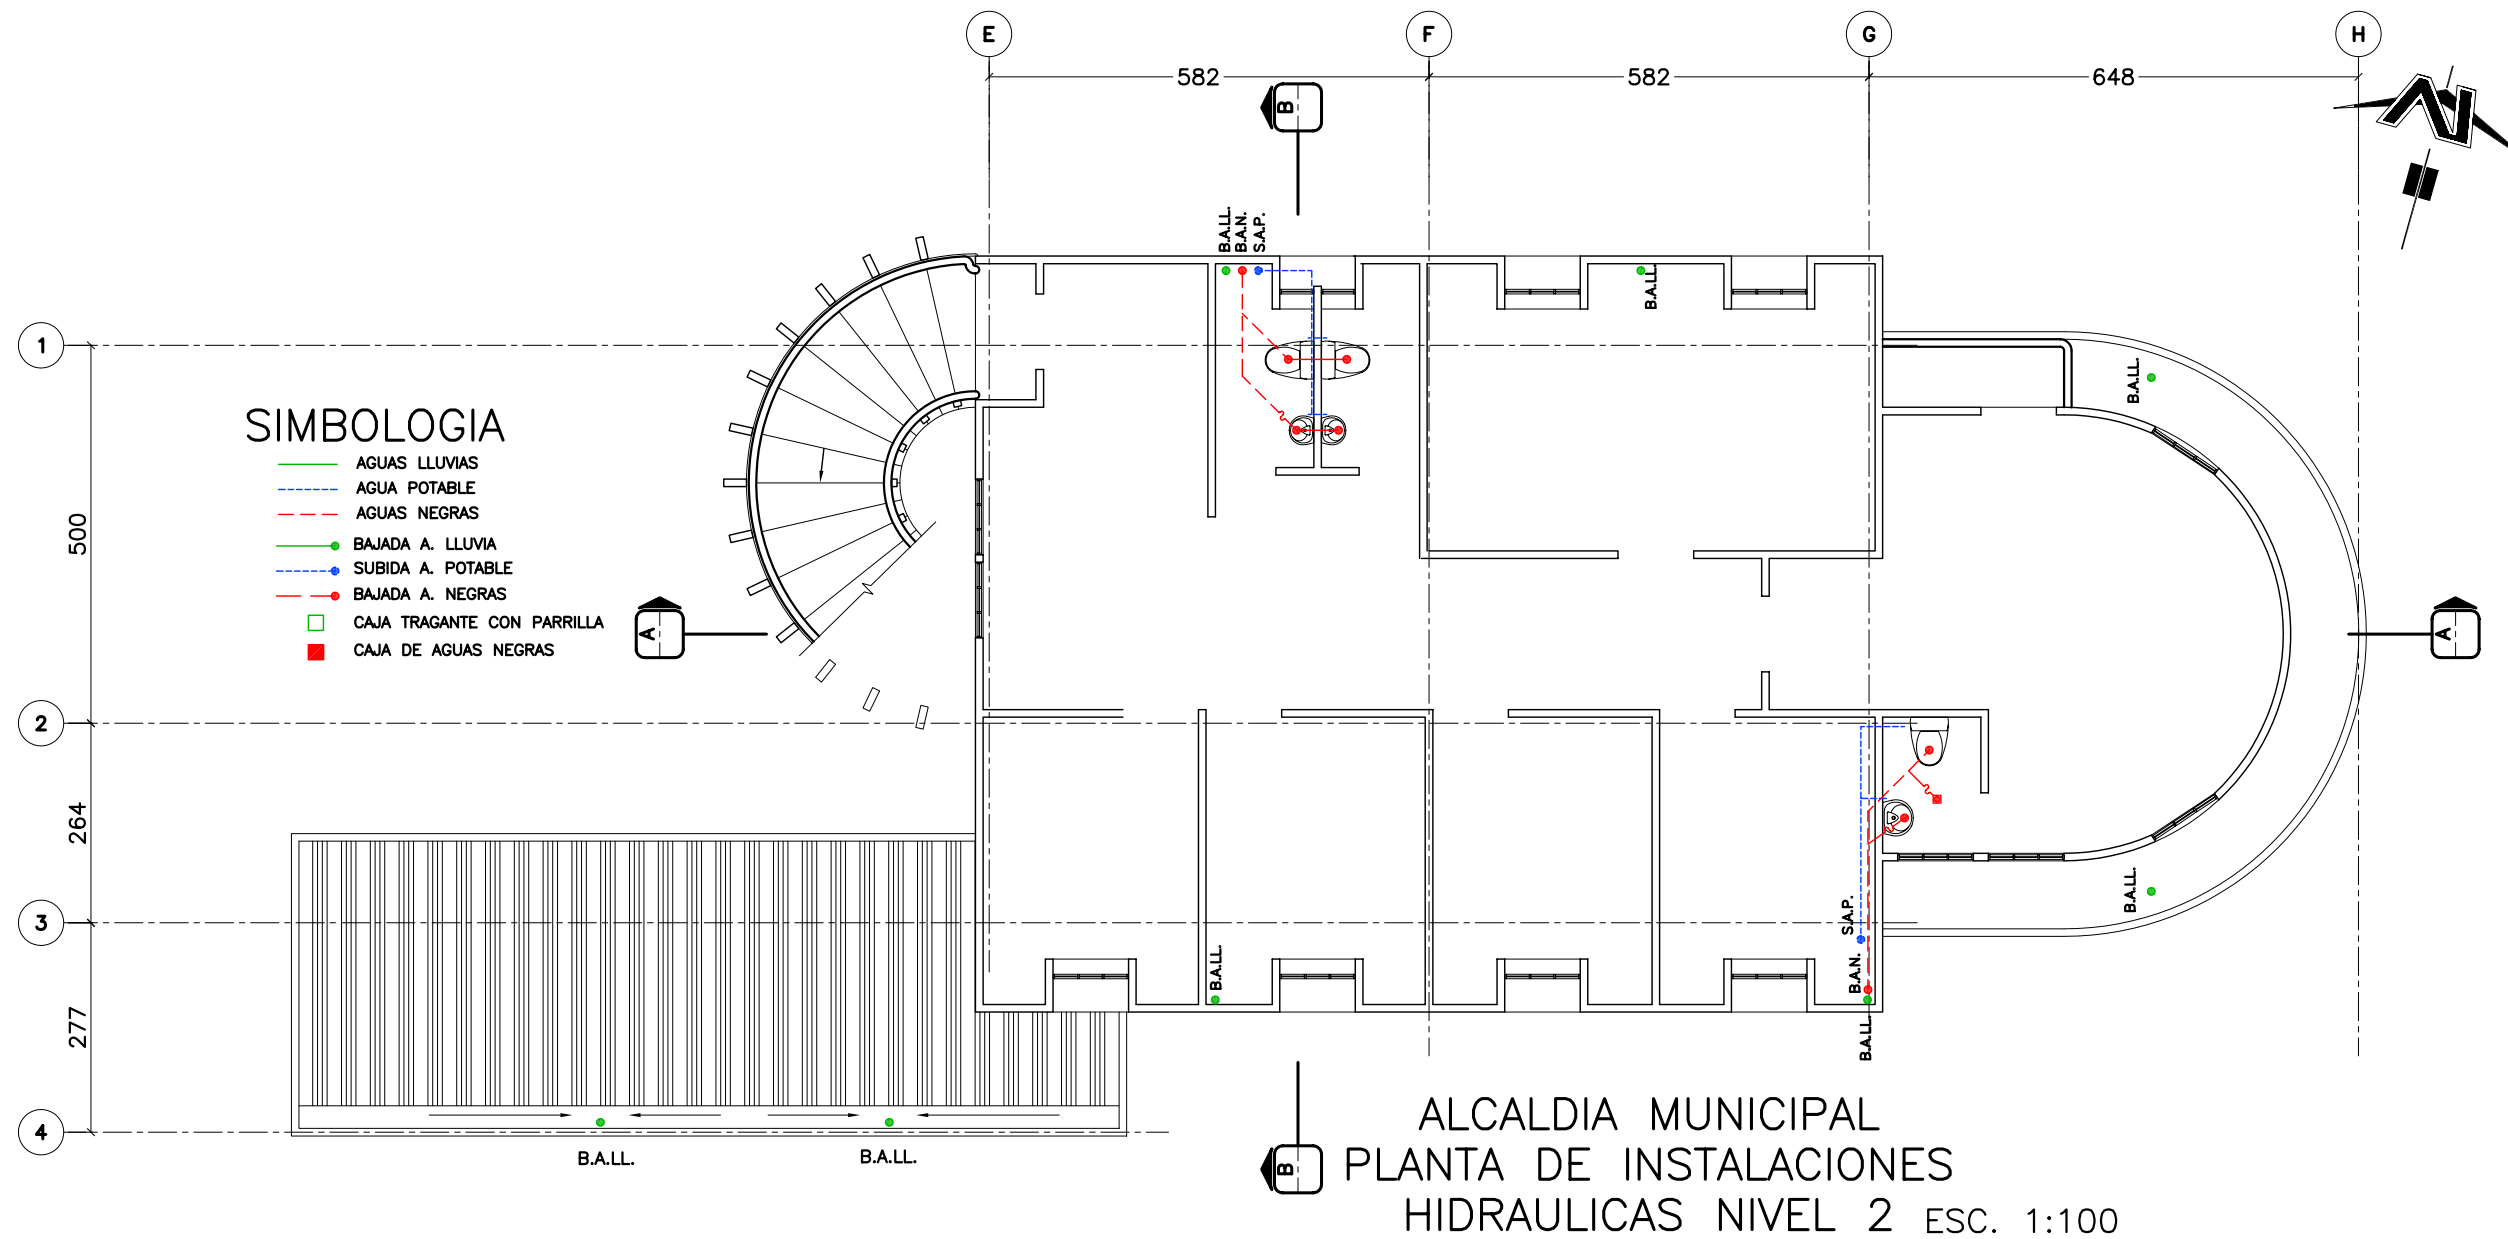 E
F
G
H
582
582
648
B
N
B.A.LL.
B.A.N.
S.A.P.
B.A.LL.
1
B.A.LL.
SIMBOLOGIA
AGUAS LLUVIAS
AGUA POTABLE
AGUAS NEGRAS
BAJADA A. LLUVIA
SUBIDA A. POTABLE
BAJADA A. NEGRAS
CAJA TRAGANTE CON PARRILLA
CAJA DE AGUAS NEGRAS
500
A
A
2
264
B.A.LL.
3
S.A.P.
B.A.LL.
B.A.N.
277
B.A.LL.
4
B.A.LL.
B.A.LL.
B
ALCALDIA MUNICIPAL
PLANTA DE INSTALACIONES
HIDRAULICAS NIVEL 2 ESC. 1:100